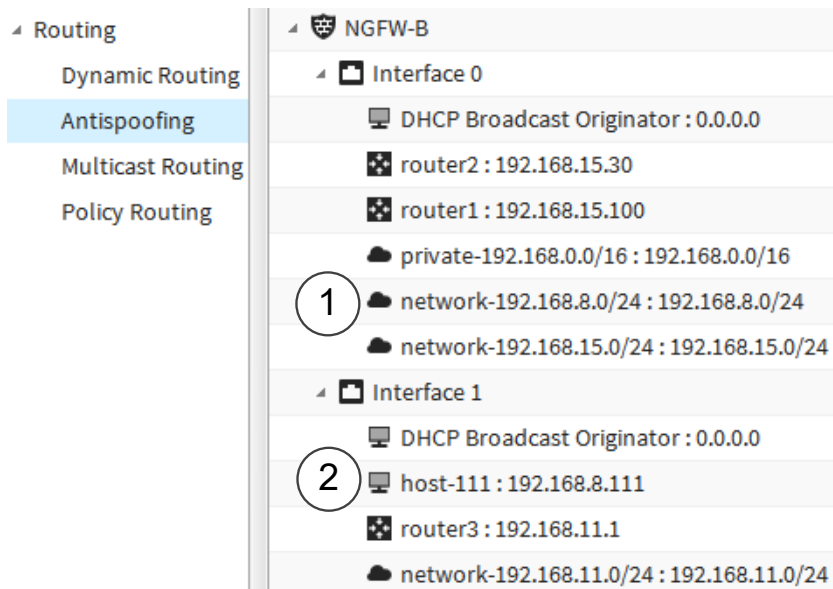 Routing
Dynamic Routing
Antispoofing
Multicast Routing
Policy Routing
NGFW-B
Interface 0
DHCP Broadcast Originator : 0.0.0.0
router2 : 192.168.15.30
router1 : 192.168.15.100
private-192.168.0.0/16 : 192.168.0.0/16
1 network-192.168.8.0/24 : 192.168.8.0/24
network-192.168.15.0/24 : 192.168.15.0/24
Interface 1
DHCP Broadcast Originator : 0.0.0.0
2 host-111 : 192.168.8.111
router3 : 192.168.11.1
network-192.168.11.0/24 : 192.168.11.0/24